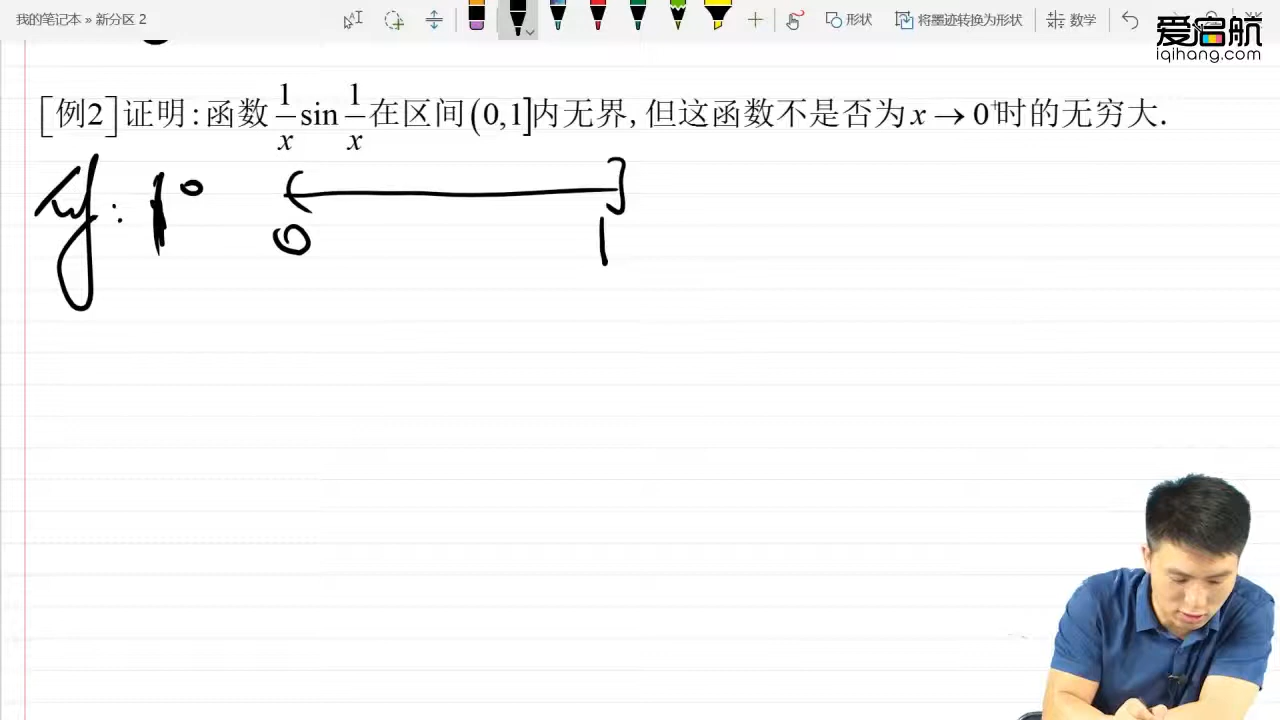 我的笔记本 » 新分区 2
形状 将墨迹转换为形状 数学
爱启航
iqihang.com
[例2]证明:函数 1/x sin 1/x 在区间(0,1]内无界,但这函数不是否为 x → 0⁺时的无穷大.
证: 1°
0 1